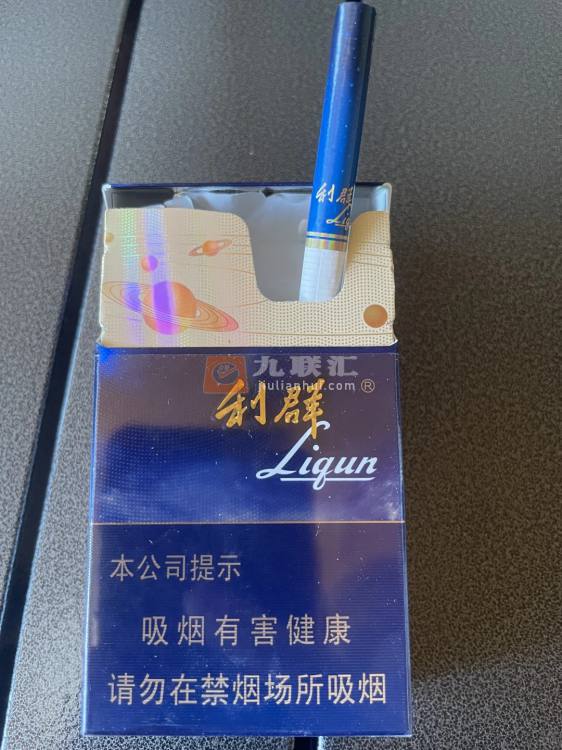 利群
Liqun
九联汇
jiulianhui.com
利群®
Liqun
本公司提示
吸烟有害健康
请勿在禁烟场所吸烟